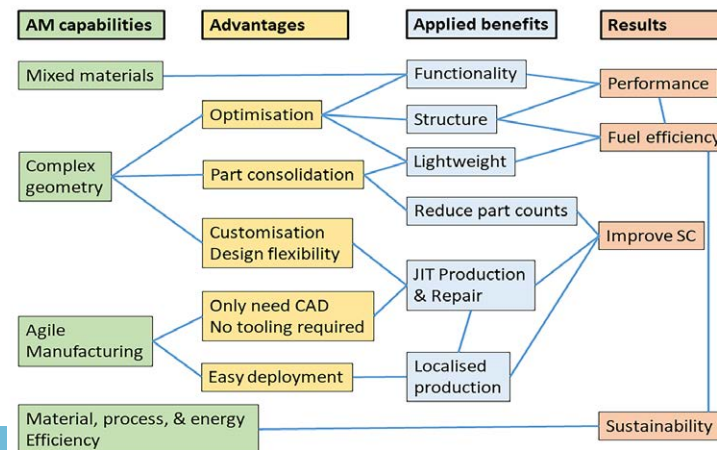 AM capabilities
Advantages
Applied benefits
Results
Mixed materials
Functionality
Performance
Optimisation
Structure
Fuel efficiency
Complex
geometry
Part consolidation
Lightweight
Reduce part counts
Customisation
Design flexibility
Improve SC
JIT Production
& Repair
Only need CAD
No tooling required
Agile
Manufacturing
Easy deployment
Localised
production
Material, process, & energy
Efficiency
Sustainability